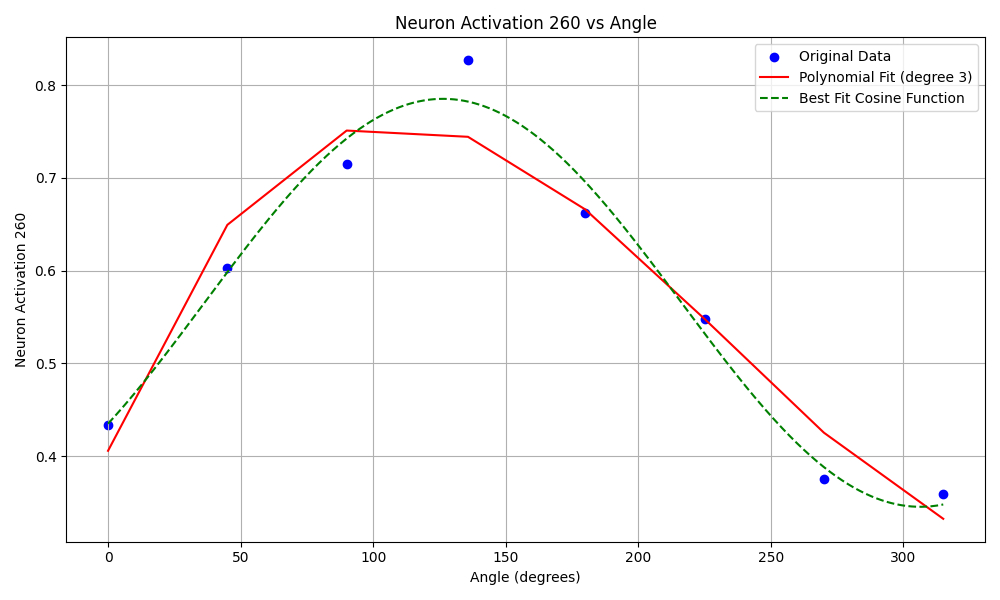 Neuron Activation 260 vs Angle
Original Data
Polynomial Fit (degree 3)
Best Fit Cosine Function
Neuron Activation 260
0.8
0.7
0.6
0.5
0.4
0 50 100 150 200 250 300
Angle (degrees)